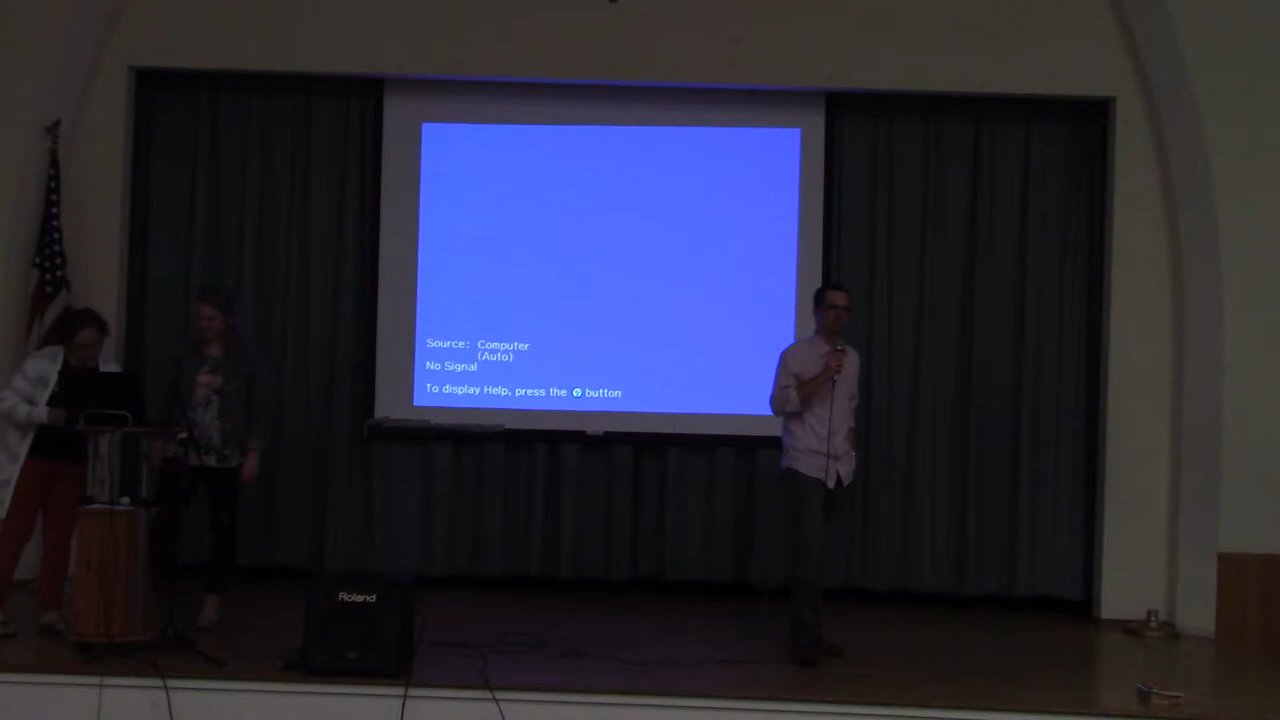 Source: Computer
(Auto)
No Signal
To display Help, press the button
Roland